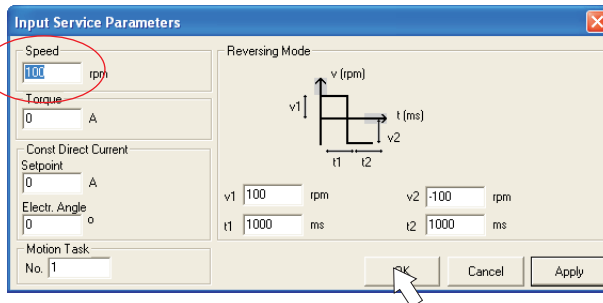 Input Service Parameters
Speed
100 rpm
Torque
0 A
Const Direct Current
Setpoint
0 A
Electr. Angle
0 o
Motion Task
No. 1
Reversing Mode
v (rpm)
v1
t (ms)
v2
t1 t2
v1 100 rpm v2 -100 rpm
t1 1000 ms t2 1000 ms
OK Cancel Apply